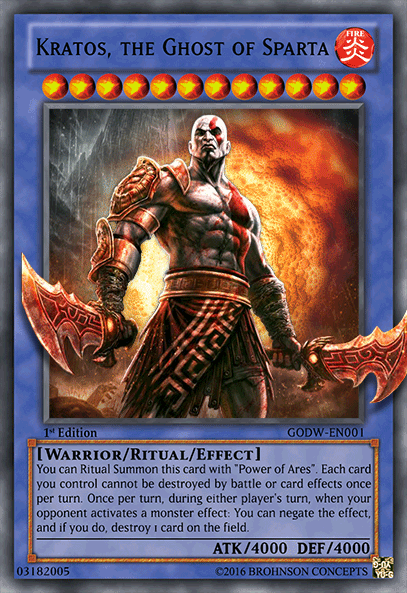 Kratos, the Ghost of Sparta
FIRE
炎
1st Edition
GODW-EN001
[Warrior/Ritual/Effect]
You can Ritual Summon this card with "Power of Ares". Each card
you control cannot be destroyed by battle or card effects once
per turn. Once per turn, during either player's turn, when your
opponent activates a monster effect: You can negate the effect,
and if you do, destroy 1 card on the field.
ATK/4000 DEF/4000
03182005
©2016 BROHNSON CONCEPTS